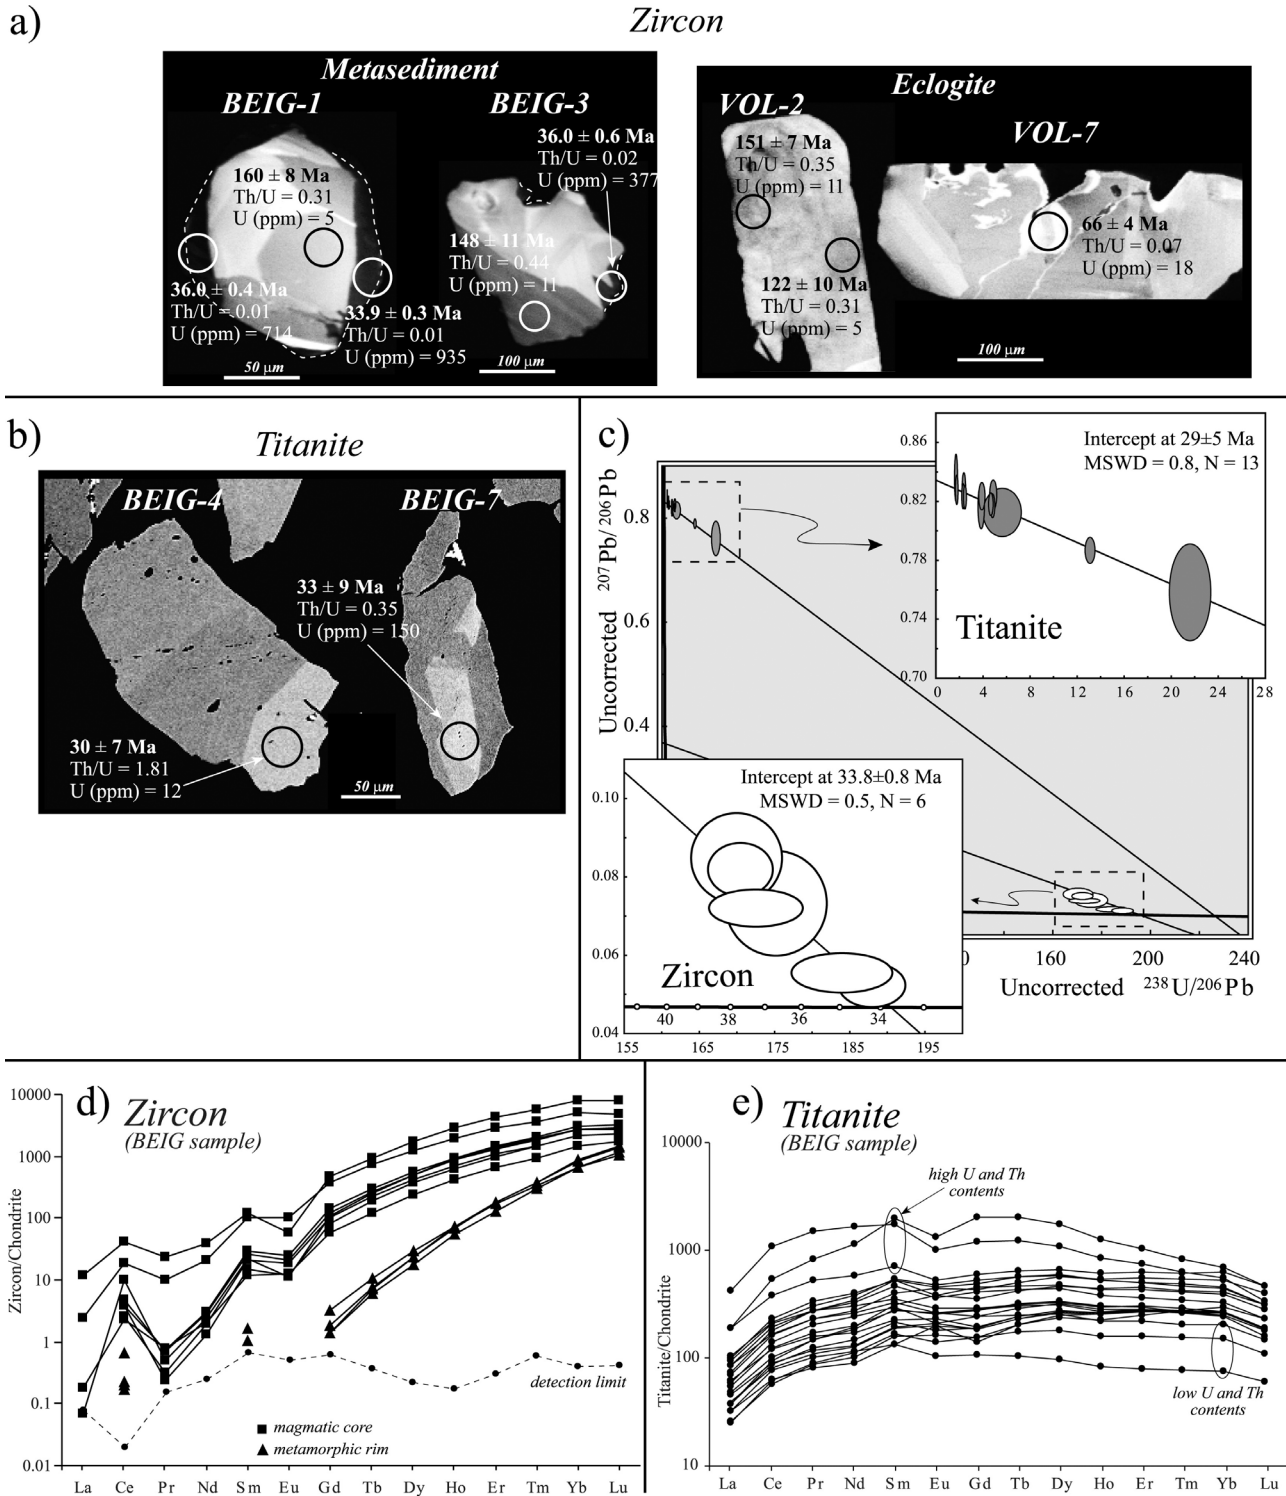 a)
Zircon
Metasediment
BEIG-1
BEIG-3
160 ± 8 Ma
Th/U = 0.31
U (ppm) = 5
36.0 ± 0.4 Ma
Th/U = 0.01
U (ppm) = 714
33.9 ± 0.3 Ma
Th/U = 0.01
U (ppm) = 935
50 µm
36.0 ± 0.6 Ma
Th/U = 0.02
U (ppm) = 377
148 ± 11 Ma
Th/U = 0.44
U (ppm) = 11
100 µm
Eclogite
VOL-2
VOL-7
151 ± 7 Ma
Th/U = 0.35
U (ppm) = 11
122 ± 10 Ma
Th/U = 0.31
U (ppm) = 5
66 ± 4 Ma
Th/U = 0.07
U (ppm) = 18
100 µm
b)
Titanite
BEIG-4
BEIG-7
33 ± 9 Ma
Th/U = 0.35
U (ppm) = 150
30 ± 7 Ma
Th/U = 1.81
U (ppm) = 12
50 µm
c)
Uncorrected 207Pb/206Pb
0.8
0.6
0.4
0.86
0.82
0.78
0.74
0.70
Intercept at 29±5 Ma
MSWD = 0.8, N = 13
Titanite
0 4 8 12 16 20 24 28
Intercept at 33.8±0.8 Ma
MSWD = 0.5, N = 6
0.10
0.08
0.06
0.04
Zircon
40 38 36 34
155 165 175 185 195
0 160 200 240
Uncorrected 238U/206Pb
d)
Zircon
(BEIG sample)
Zircon/Chondrite
10000
1000
100
10
1
0.1
0.01
detection limit
magmatic core
metamorphic rim
La Ce Pr Nd Sm Eu Gd Tb Dy Ho Er Tm Yb Lu
e)
Titanite
(BEIG sample)
Titanite/Chondrite
10000
1000
100
10
high U and Th
contents
low U and Th
contents
La Ce Pr Nd Sm Eu Gd Tb Dy Ho Er Tm Yb Lu